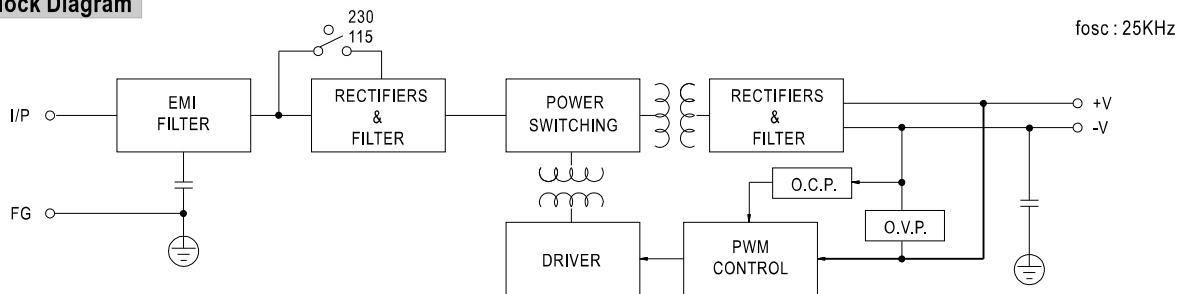 lock Diagram
230
115
fosc : 25KHz
I/P
EMI
FILTER
RECTIFIERS
&
FILTER
POWER
SWITCHING
RECTIFIERS
&
FILTER
+V
-V
O.C.P.
FG
O.V.P.
DRIVER
PWM
CONTROL